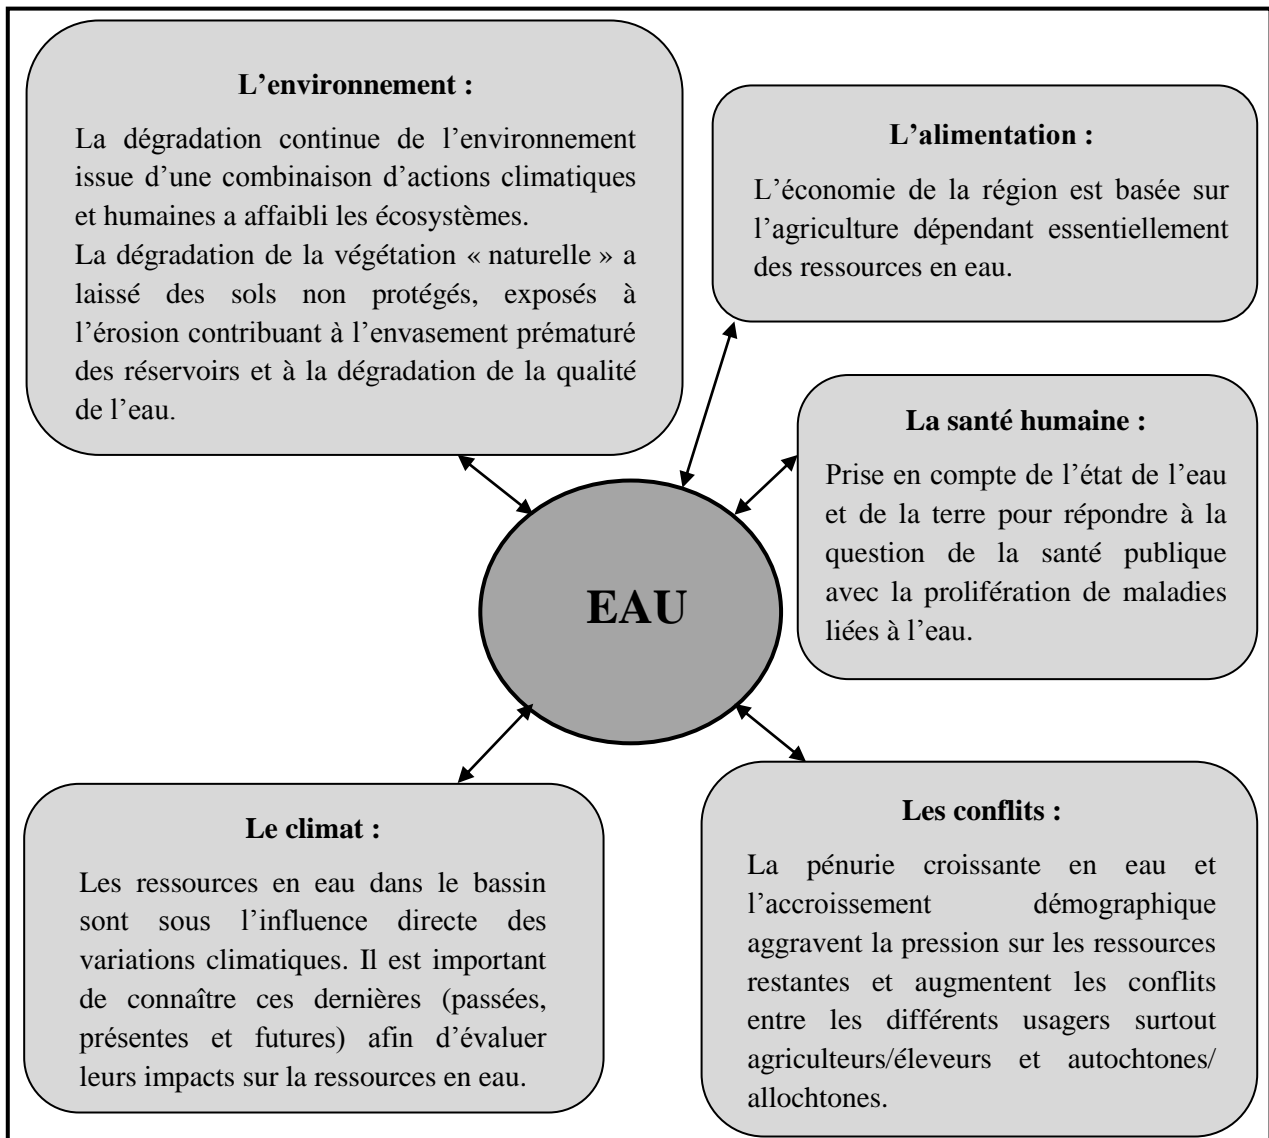 L’environnement :
La dégradation continue de l’environnement
issue d’une combinaison d’actions climatiques
et humaines a affaibli les écosystèmes.
La dégradation de la végétation « naturelle » a
laissé des sols non protégés, exposés à
l’érosion contribuant à l’envasement prématuré
des réservoirs et à la dégradation de la qualité
de l’eau.
L’alimentation :
L’économie de la région est basée sur
l’agriculture dépendant essentiellement
des ressources en eau.
La santé humaine :
Prise en compte de l’état de l’eau
et de la terre pour répondre à la
question de la santé publique
avec la prolifération de maladies
liées à l’eau.
EAU
Le climat :
Les ressources en eau dans le bassin
sont sous l’influence directe des
variations climatiques. Il est important
de connaître ces dernières (passées,
présentes et futures) afin d’évaluer
leurs impacts sur la ressources en eau.
Les conflits :
La pénurie croissante en eau et
l’accroissement démographique
aggravent la pression sur les ressources
restantes et augmentent les conflits
entre les différents usagers surtout
agriculteurs/éleveurs et autochtones/
allochtones.